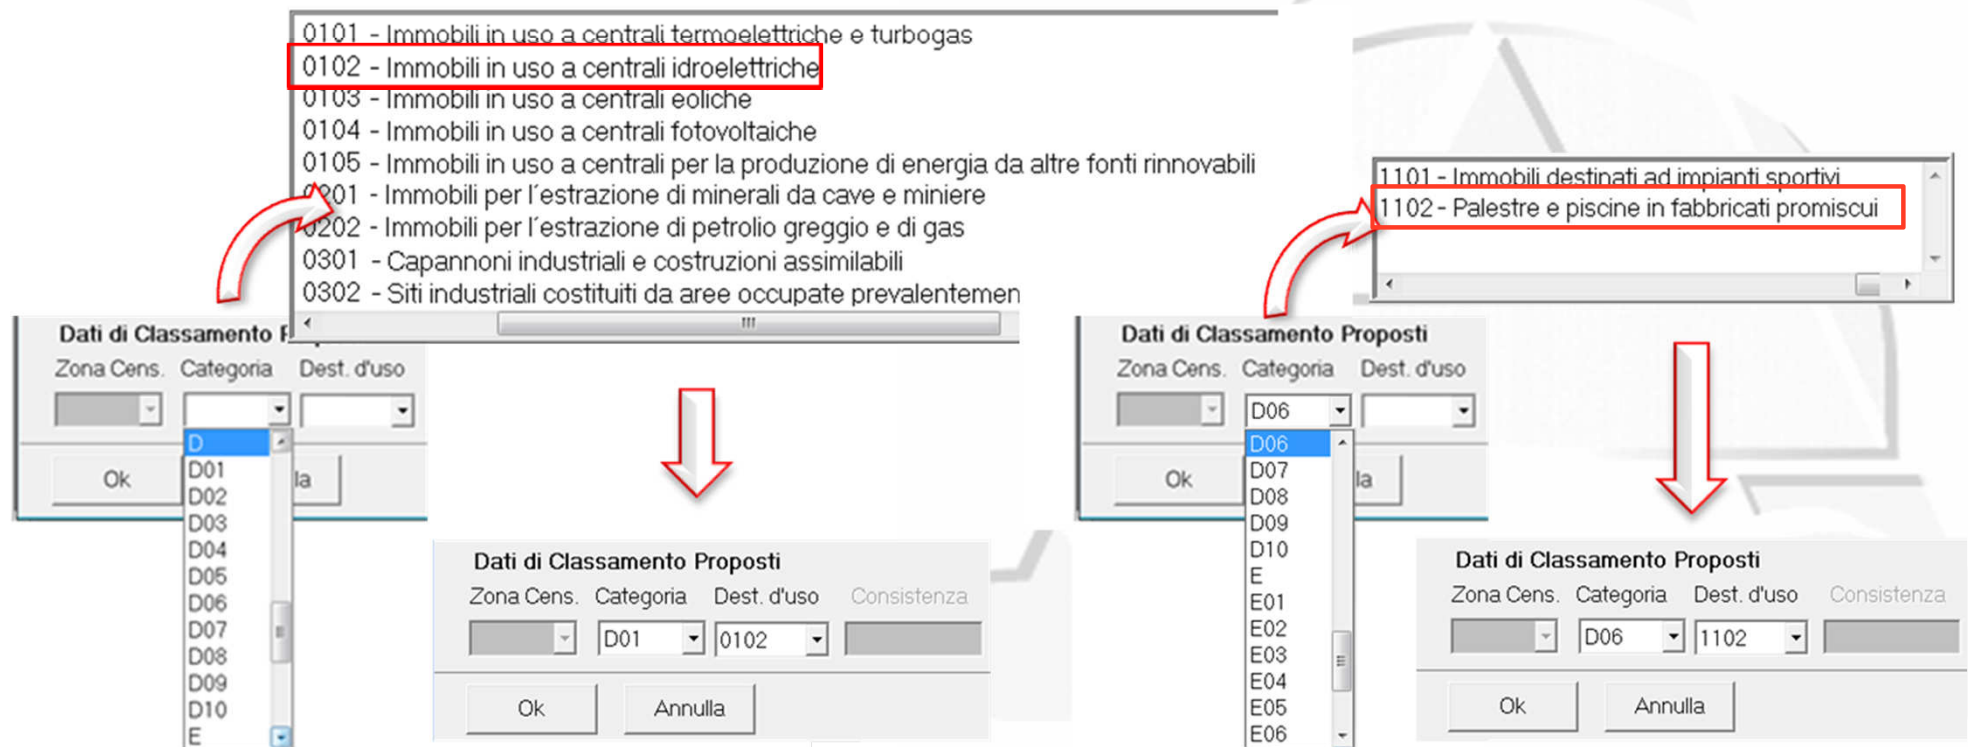 0101 - Immobili in uso a centrali termoelettriche e turbogas
0102 - Immobili in uso a centrali idroelettriche
0103 - Immobili in uso a centrali eoliche
0104 - Immobili in uso a centrali fotovoltaiche
0105 - Immobili in uso a centrali per la produzione di energia da altre fonti rinnovabili
0201 - Immobili per l´estrazione di minerali da cave e miniere
0202 - Immobili per l´estrazione di petrolio greggio e di gas
0301 - Capannoni industriali e costruzioni assimilabili
0302 - Siti industriali costituiti da aree occupate prevalentemen
Dati di Classamento
Zona Cens. Categoria Dest. d'uso
D
D01
D02
D03
D04
D05
D06
D07
D08
D09
D10
E
Ok la
Dati di Classamento Proposti
Zona Cens. Categoria Dest. d'uso Consistenza
D01 0102
Ok Annulla
1101 - Immobili destinati ad impianti sportivi
1102 - Palestre e piscine in fabbricati promiscui
Dati di Classamento Proposti
Zona Cens. Categoria Dest. d'uso
D06
D06
D07
D08
D09
D10
E
E01
E02
E03
E04
E05
E06
Ok la
Dati di Classamento Proposti
Zona Cens. Categoria Dest. d'uso Consistenza
D06 1102
Ok Annulla